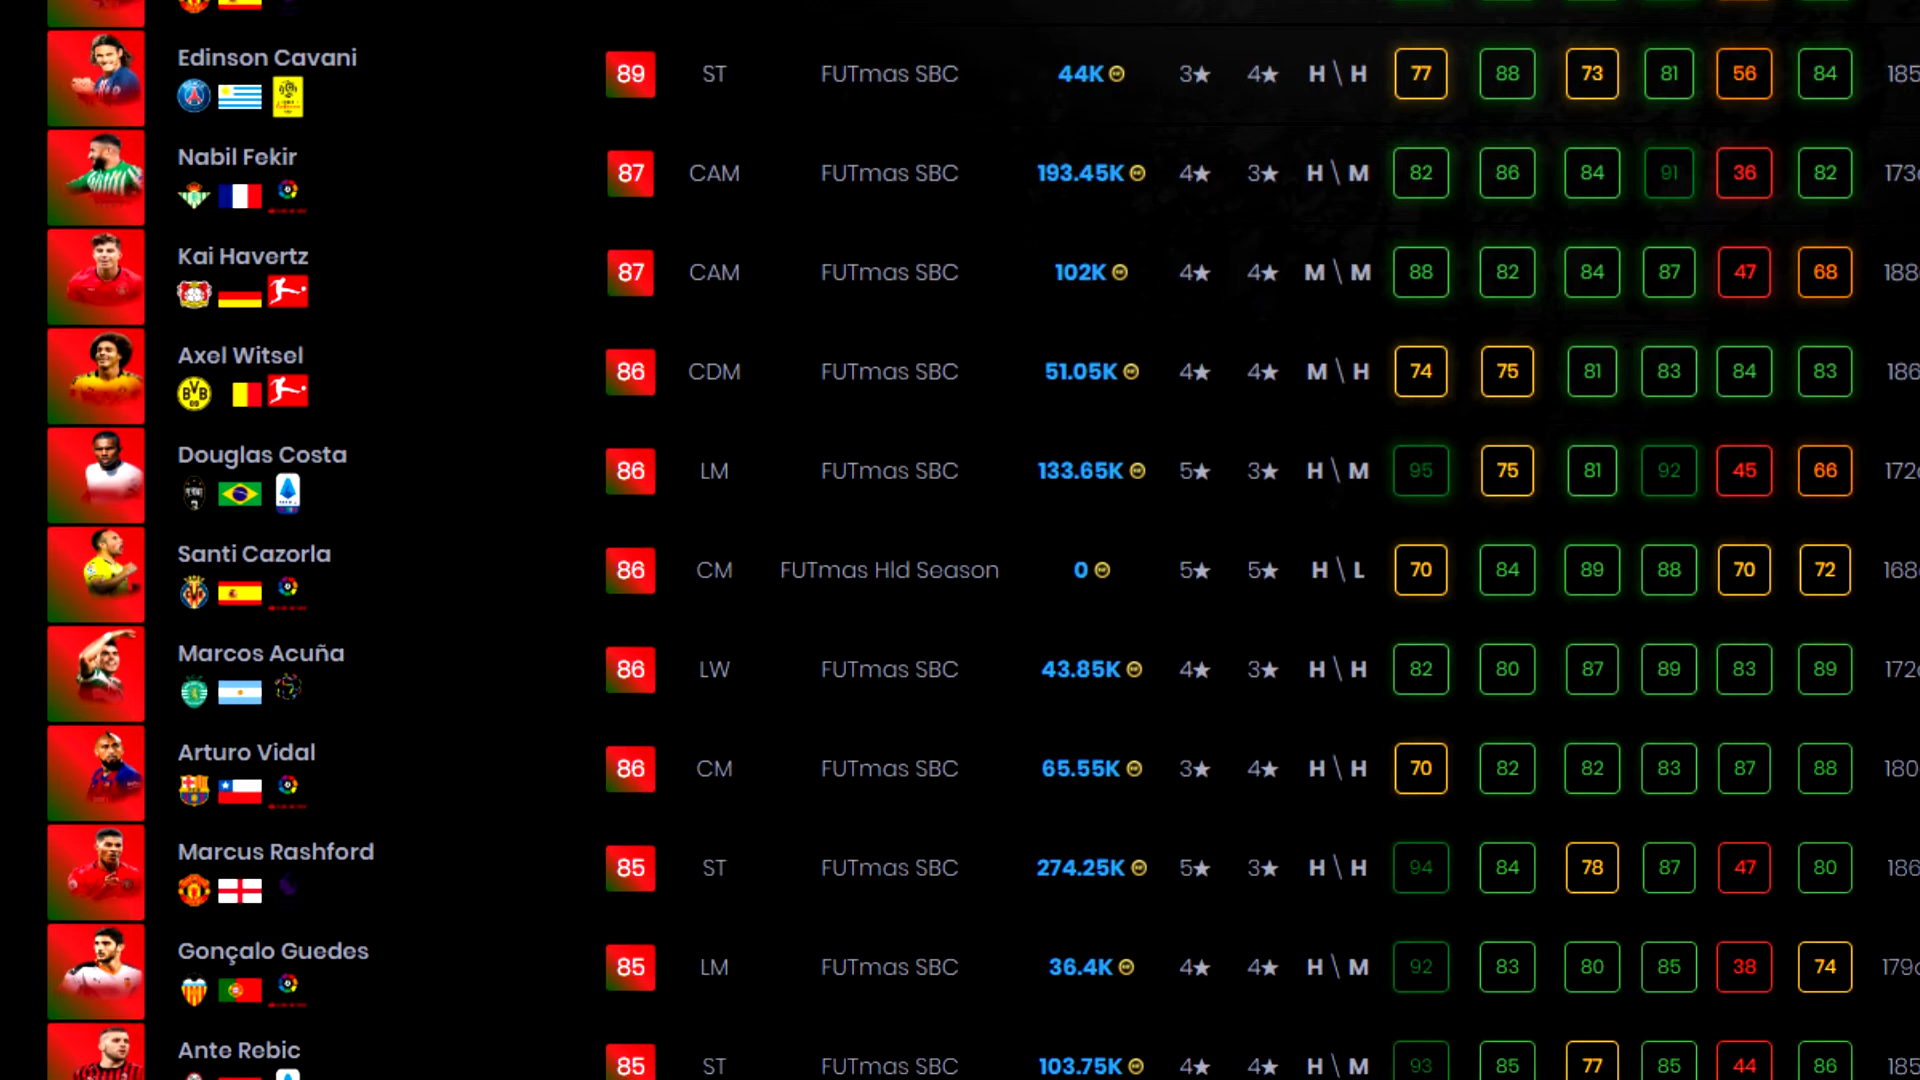 Edinson Cavani 89 ST FUTmas SBC 44K 3★ 4★ H \ H 77 88 73 81 56 84 185
Nabil Fekir 87 CAM FUTmas SBC 193.45K 4★ 3★ H \ M 82 86 84 91 36 82 173c
Kai Havertz 87 CAM FUTmas SBC 102K 4★ 4★ M \ M 88 82 84 87 47 68 188
Axel Witsel 86 CDM FUTmas SBC 51.05K 4★ 4★ M \ H 74 75 81 83 84 83 186
BVB 09
Douglas Costa 86 LM FUTmas SBC 133.65K 5★ 3★ H \ M 95 75 81 92 45 66 172c
Santi Cazorla 86 CM FUTmas Hld Season 0 5★ 5★ H \ L 70 84 89 88 70 72 168
Marcos Acuña 86 LW FUTmas SBC 43.85K 4★ 3★ H \ H 82 80 87 89 83 89 172c
Arturo Vidal 86 CM FUTmas SBC 65.55K 3★ 4★ H \ H 70 82 82 83 87 88 180
Marcus Rashford 85 ST FUTmas SBC 274.25K 5★ 3★ H \ H 94 84 78 87 47 80 186
Gonçalo Guedes 85 LM FUTmas SBC 36.4K 4★ 4★ H \ M 92 83 80 85 38 74 179c
Ante Rebic 85 ST FUTmas SBC 103.75K 4★ 4★ H \ M 93 85 77 85 44 86 185